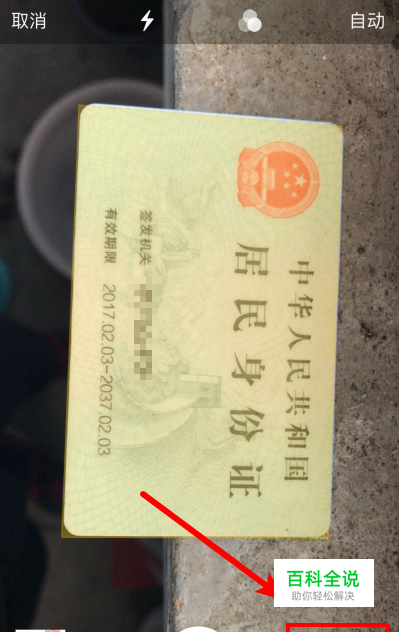 取消
自动
中华人民共和国
居民身份证
签发机关
有效期限 2017.02.03-2037.02.03
百科全说
助你轻松解决